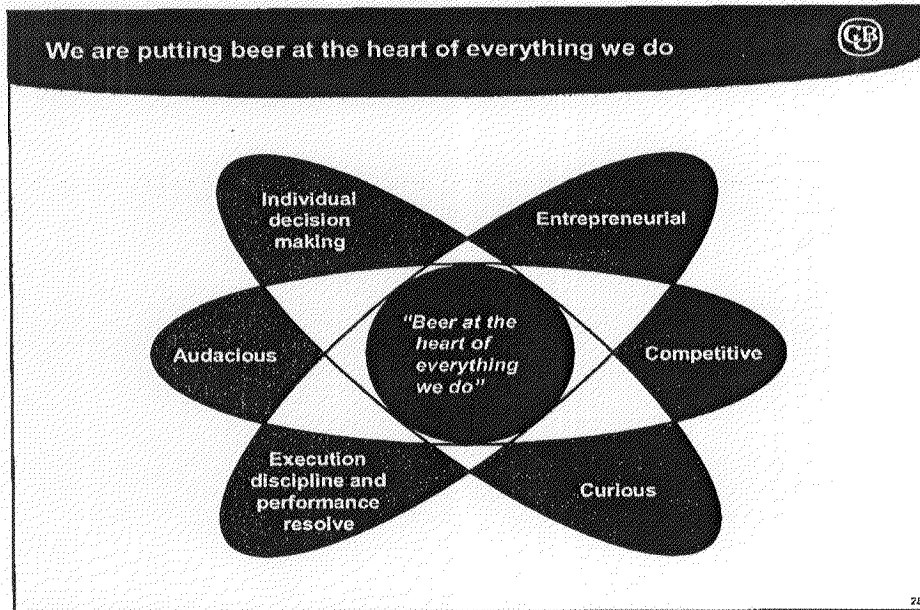 We are putting beer at the heart of everything we do
CUB
Individual
decision
making
Entrepreneurial
Audacious
"Beer at the
heart of
everything
we do"
Competitive
Execution
discipline and
performance
resolve
Curious